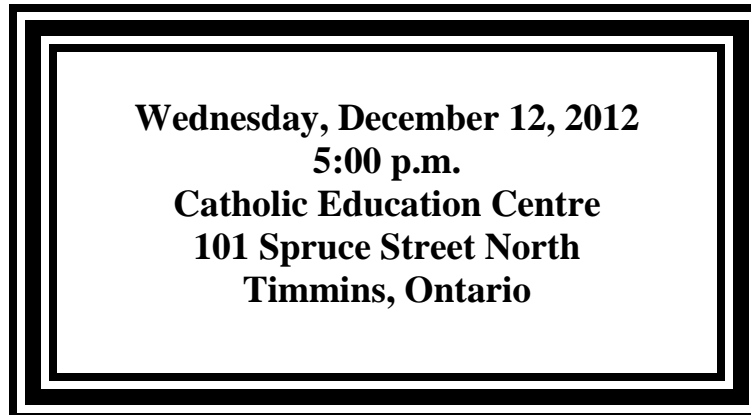 Wednesday, December 12, 2012
5:00 p.m.
Catholic Education Centre
101 Spruce Street North
Timmins, Ontario